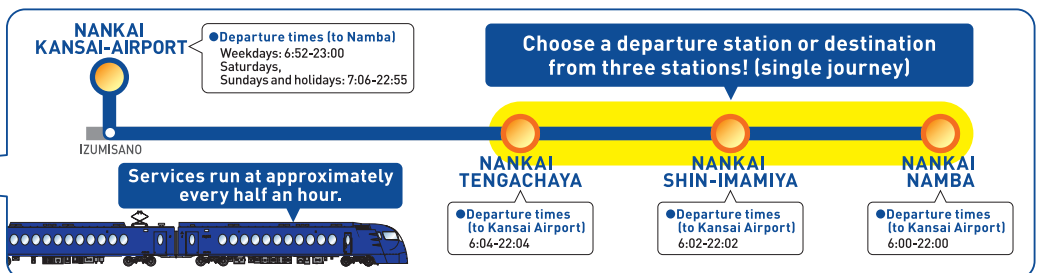 NANKAI
KANSAI-AIRPORT
●Departure times (to Namba)
Weekdays: 6:52-23:00
Saturdays,
Sundays and holidays: 7:06-22:55
Choose a departure station or destination
from three stations! (single journey)
IZUMISANO
Services run at approximately
every half an hour.
NANKAI
TENGACHAYA
●Departure times
(to Kansai Airport)
6:04-22:04
NANKAI
SHIN-IMAMIYA
●Departure times
(to Kansai Airport)
6:02-22:02
NANKAI
NAMBA
●Departure times
(to Kansai Airport)
6:00-22:00